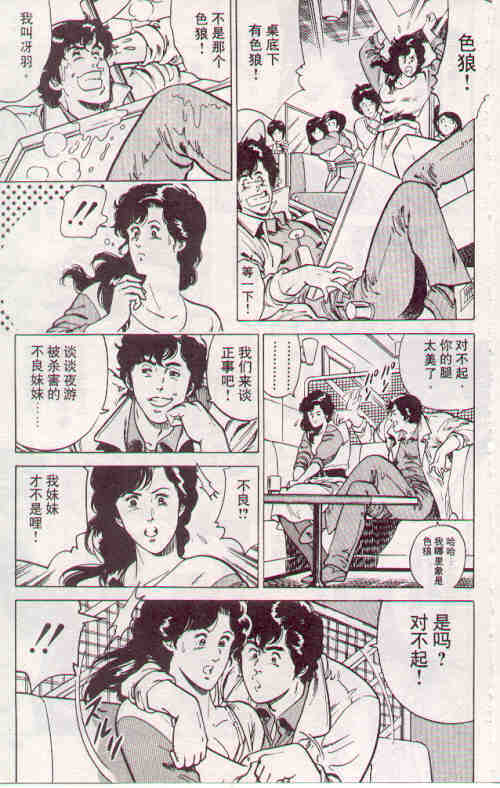 色狼！
桌底下
有色狼！
等一下！
不是那个
色狼！
我叫冴羽。
!!
对不起，
你的腿
太美了。
…………
哈哈…
我哪里象是
色狼
我们来谈
正事吧！
谈谈夜游
被杀害的
不良妹妹……
不良!?
我妹妹
才不是哩！
是吗？
对不起！
!!